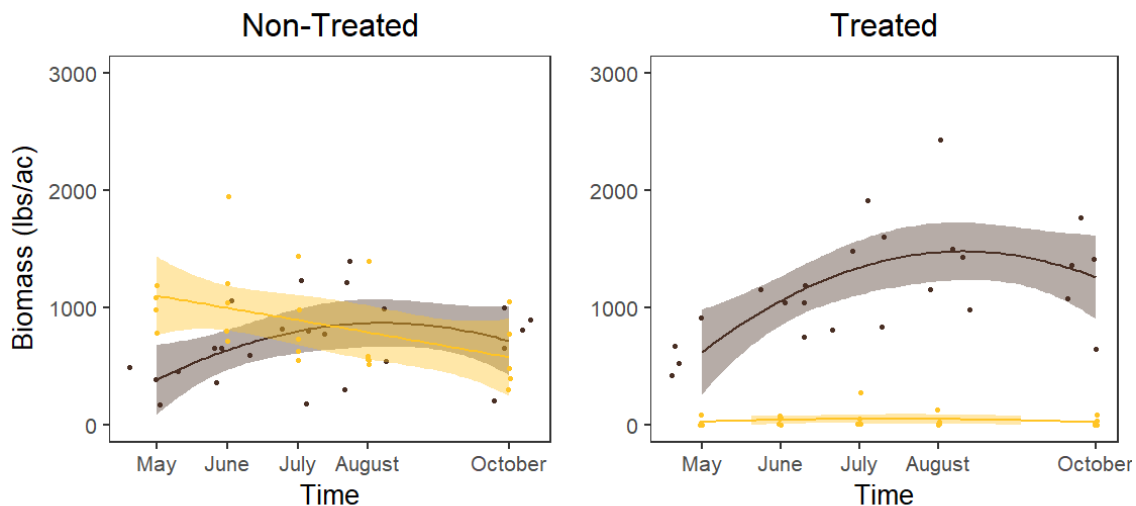 Non-Treated
Treated
Biomass (lbs/ac)
3000
2000
1000
0
May June July August October
Time
3000
2000
1000
0
May June July August October
Time